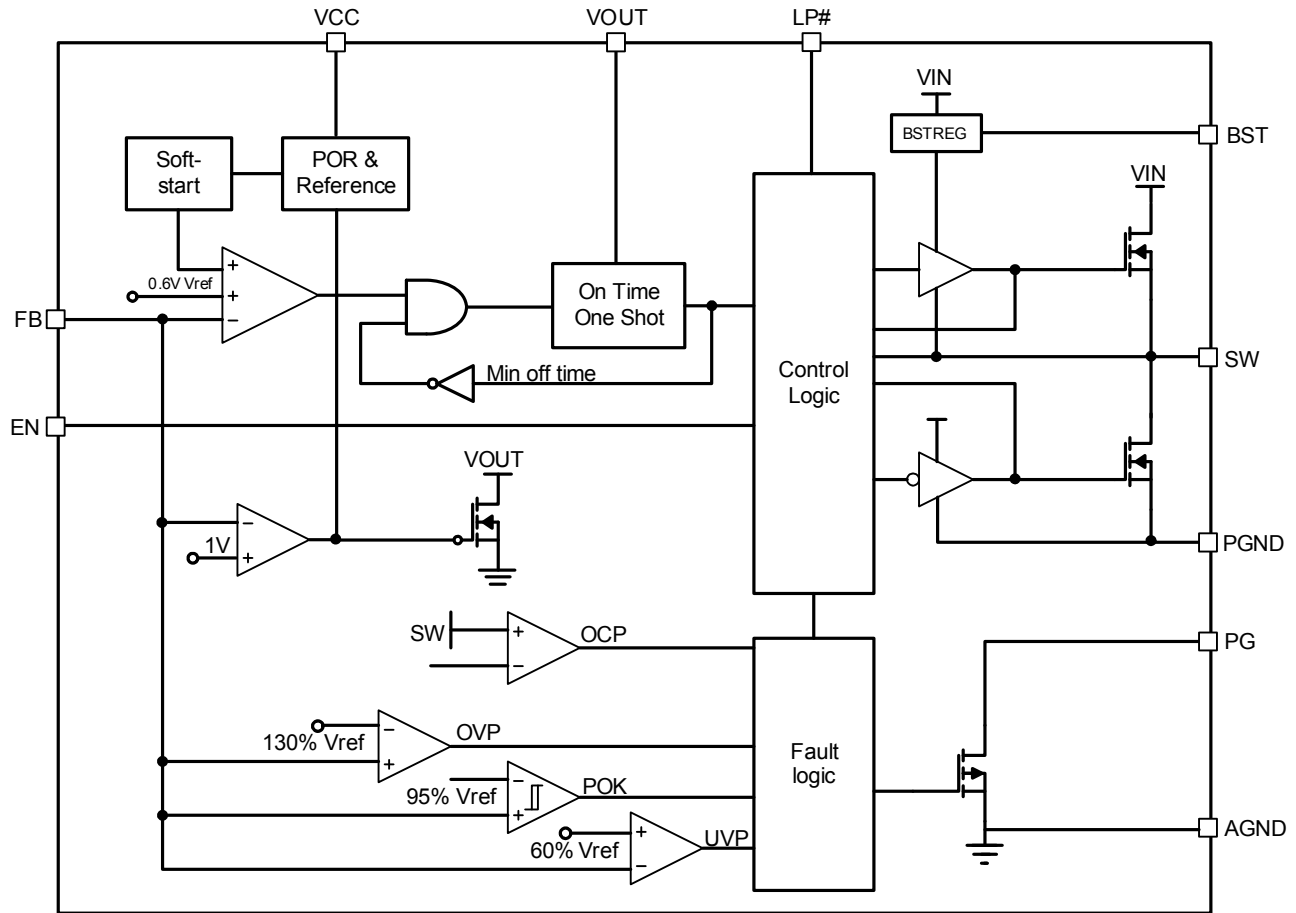 VCC
VOUT
LP#
VIN
BSTREG
BST
Soft-
start
POR &
Reference
VIN
0.6V Vref
+
+
−
FB
On Time
One Shot
Min off time
Control
Logic
SW
EN
VOUT
−
1V
+
PGND
SW
+
−
OCP
PG
130% Vref
−
+
OVP
Fault
logic
95% Vref
−
+
POK
60% Vref
+
−
UVP
AGND